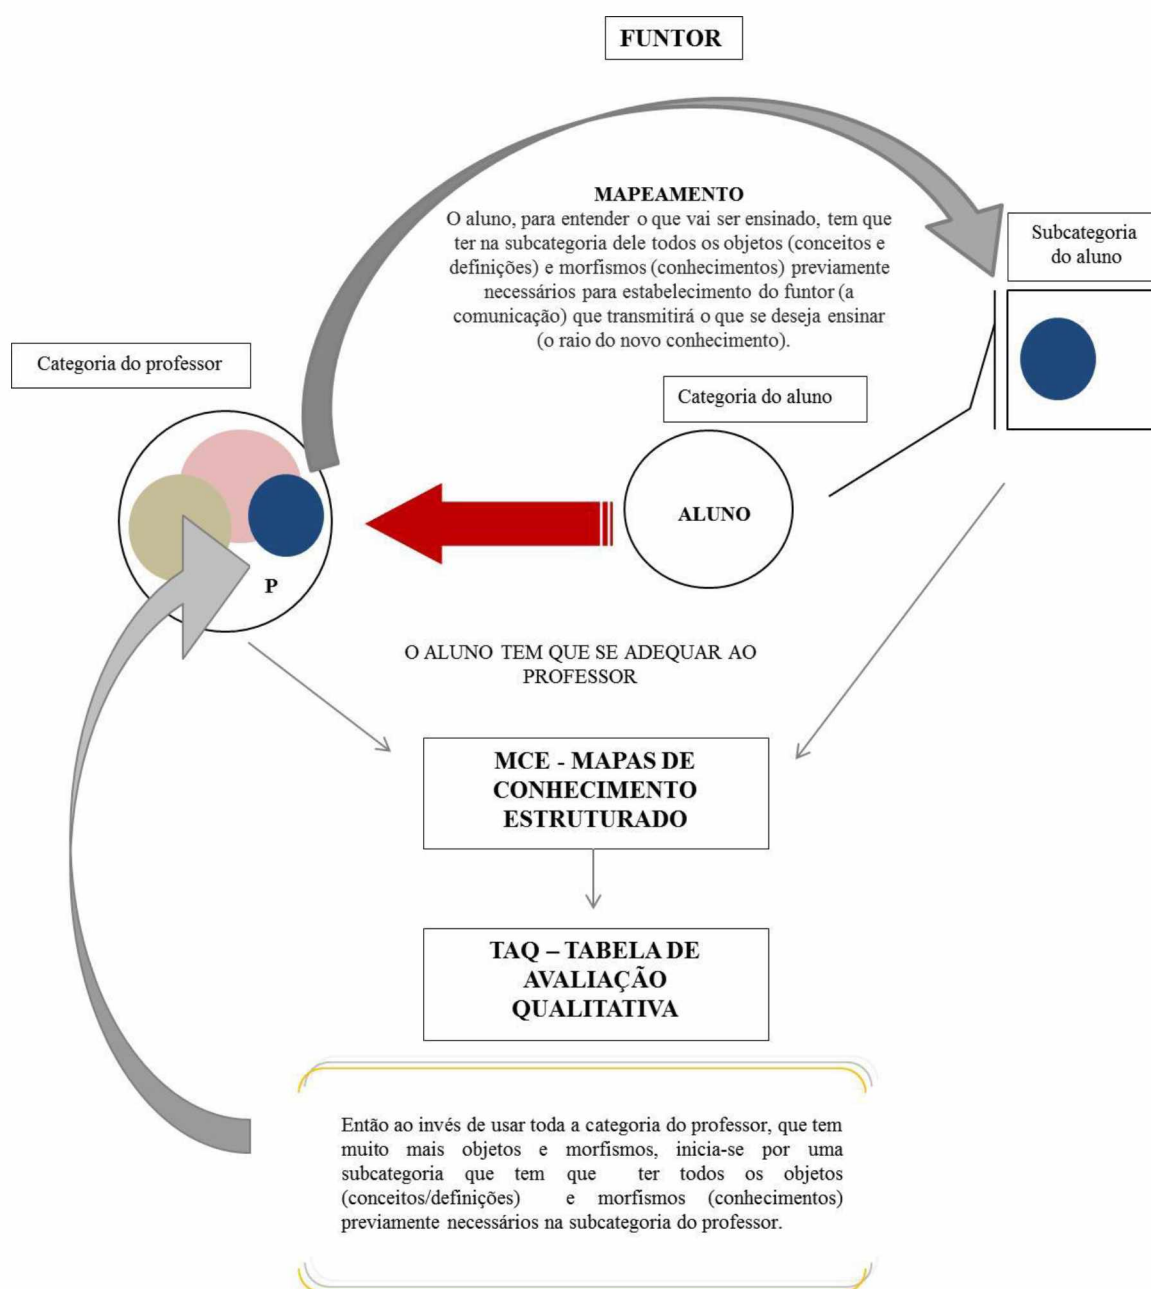 FUNTOR
MAPEAMENTO
O aluno, para entender o que vai ser ensinado, tem que
ter na subcategoria dele todos os objetos (conceitos e
definições) e morfismos (conhecimentos) previamente
necessários para estabelecimento do funtor (a
comunicação) que transmitirá o que se deseja ensinar
(o raio do novo conhecimento).
Subcategoria
do aluno
Categoria do professor
Categoria do aluno
ALUNO
P
O ALUNO TEM QUE SE ADEQUAR AO
PROFESSOR
MCE - MAPAS DE
CONHECIMENTO
ESTRUTURADO
TAQ – TABELA DE
AVALIAÇÃO
QUALITATIVA
Então ao invés de usar toda a categoria do professor, que tem
muito mais objetos e morfismos, inicia-se por uma
subcategoria que tem que ter todos os objetos
(conceitos/definições) e morfismos (conhecimentos)
previamente necessários na subcategoria do professor.